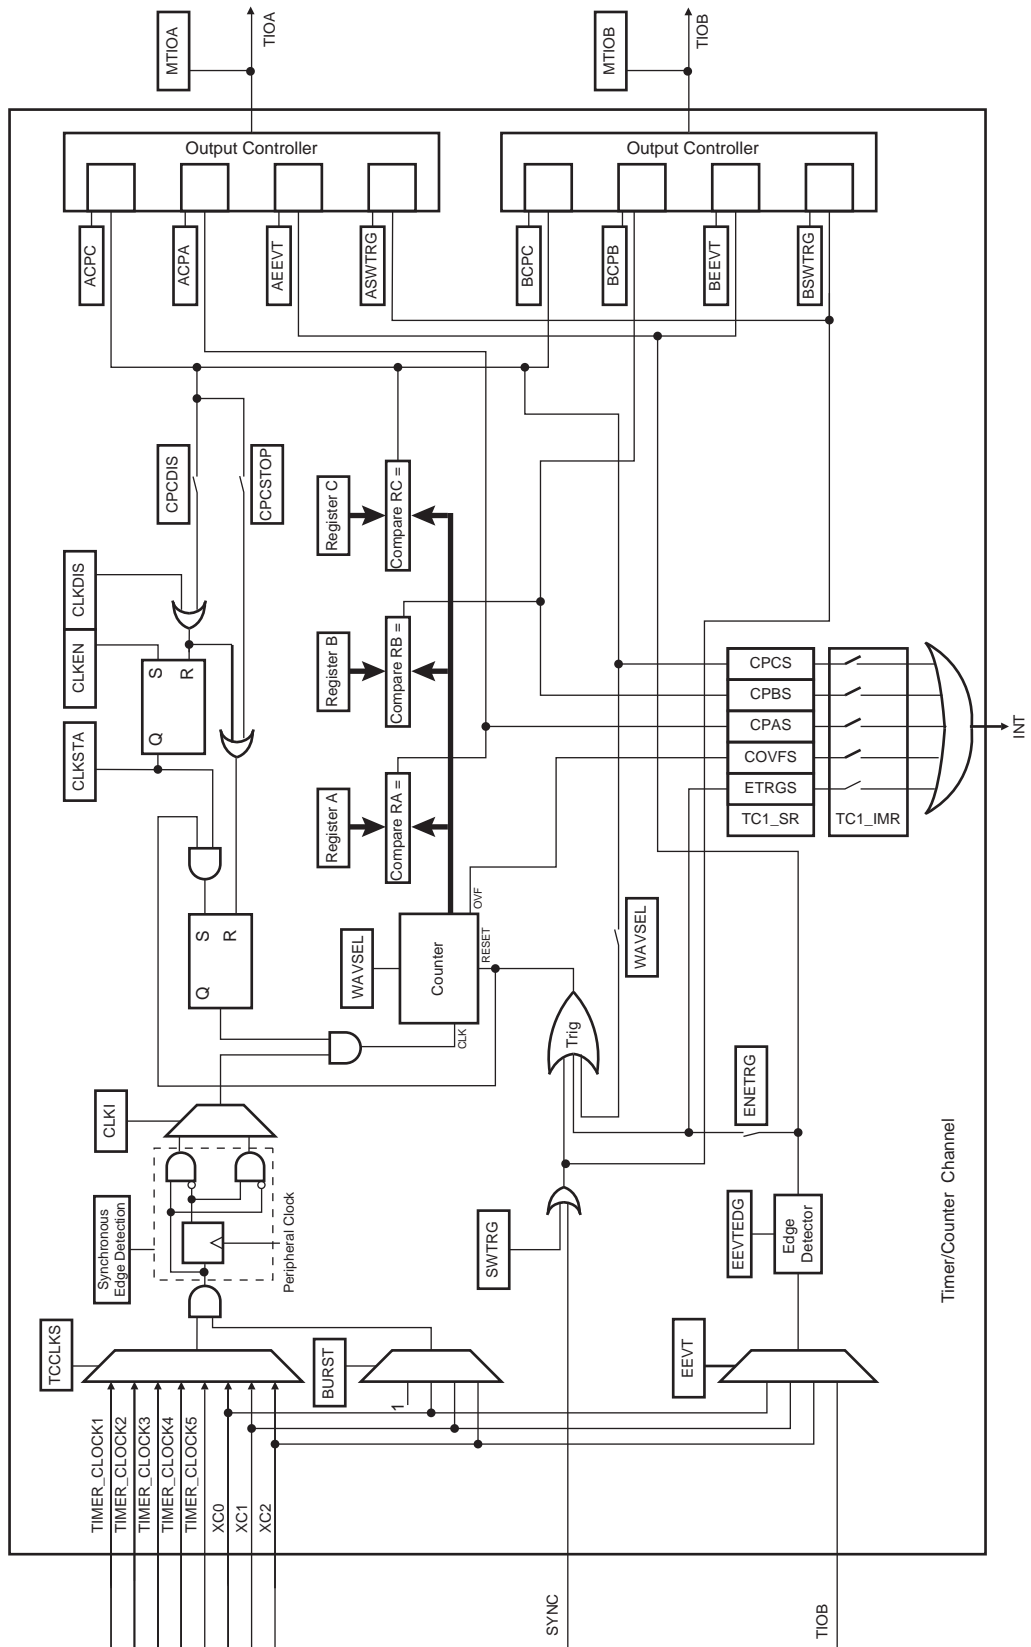 MTIOA
TIOA
MTIOB
TIOB
Output Controller
Output Controller
ACPC
ACPA
AEEVT
ASWTRG
BCPC
BCPB
BEEVT
BSWTRG
CPCDIS
CPCSTOP
Register C
Compare RC =
CLKDIS
CLKEN
CLKSTA
S
R
Q
Register B
Compare RB =
CPCS
CPBS
CPAS
COVFS
ETRGS
TC1_SR
TC1_IMR
INT
Register A
Compare RA =
S
R
Q
WAVSEL
Counter
OVF
RESET
CLK
WAVSEL
Trig
ENETRG
CLKI
Synchronous
Edge Detection
Peripheral Clock
SWTRG
EEVTEDG
Edge
Detector
Timer/Counter Channel
TCCLKS
BURST
1
EEVT
TIMER_CLOCK1
TIMER_CLOCK2
TIMER_CLOCK3
TIMER_CLOCK4
TIMER_CLOCK5
XC0
XC1
XC2
SYNC
TIOB